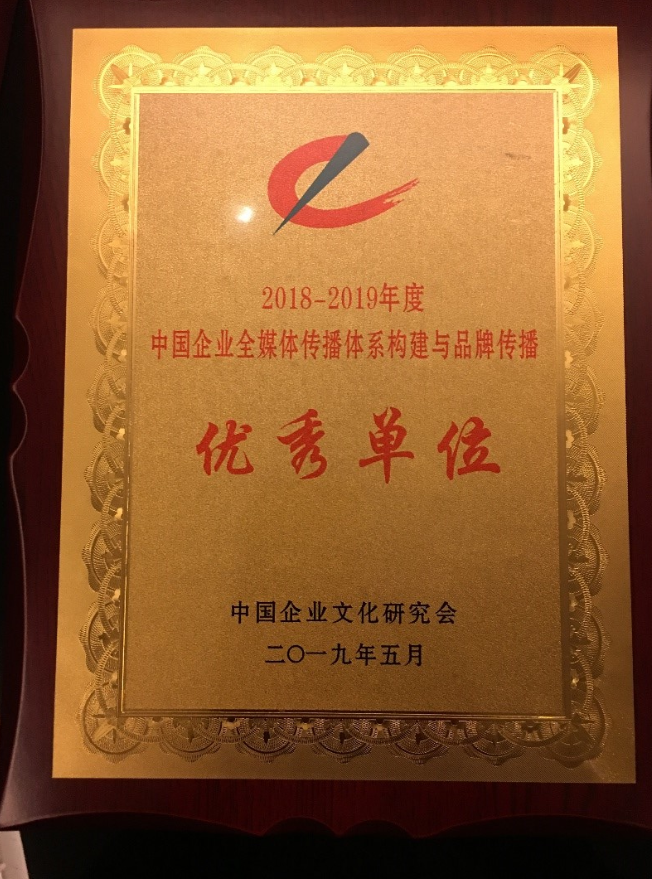 2018-2019年度
中国企业全媒体传播体系构建与品牌传播
优秀单位
中国企业文化研究会
二〇一九年五月